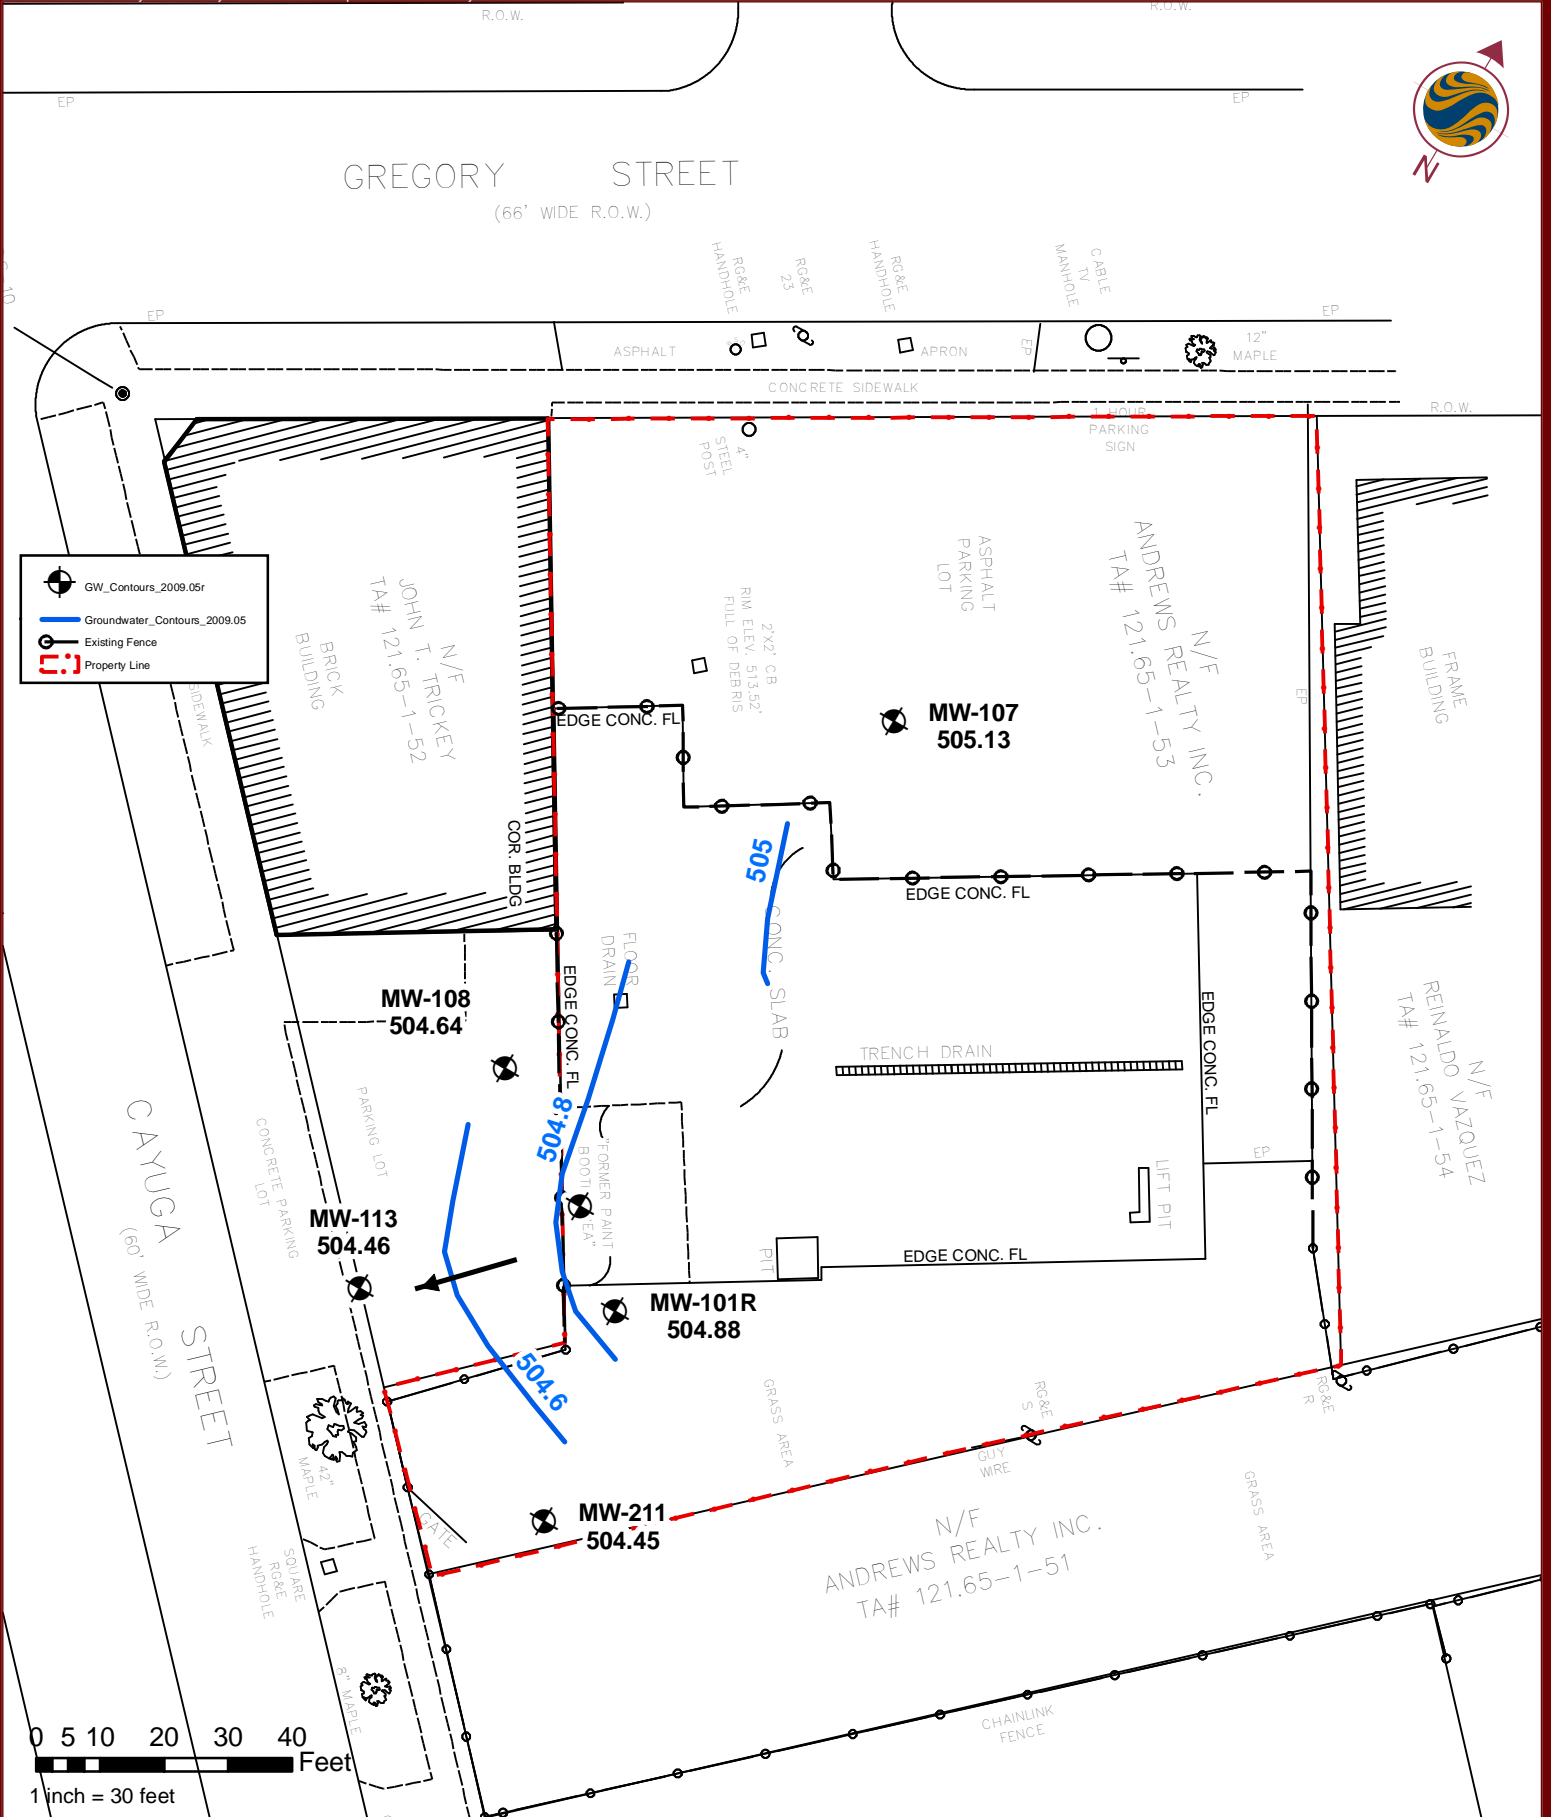 R.O.W.
R.O.W.
EP
EP
N
GREGORY STREET
(66' WIDE R.O.W.)
RG&E
HANDHOLE
RG&E
23
RG&E
HANDHOLE
CABLE
TV
MANHOLE
10
EP
EP
ASPHALT
APRON
EP
12"
MAPLE
CONCRETE SIDEWALK
R.O.W.
1 HOUR
PARKING
SIGN
4"
STEEL
POST
GW_Contours_2009.05r
Groundwater_Contours_2009.05
Existing Fence
Property Line
N/F
JOHN T. TRICKEY
TA# 121.65-1-52
BRICK
BUILDING
SIDEWALK
ASPHALT
PARKING
LOT
N/F
ANDREWS REALTY INC.
TA# 121.65-1-53
2'X2' CB
RIM ELEV. 513.52'
FULL OF DEBRIS
FRAME
BUILDING
EP
EDGE CONC. FL
MW-107
505.13
COR. BLDG
505
EDGE CONC. FL
FLOOR
DRAIN
EDGE CONC. FL
CONC. SLAB
MW-108
504.64
EDGE CONC. FL
TRENCH DRAIN
N/F
REINALDO VAZQUEZ
TA# 121.65-1-54
504.8
"FORMER PAINT
PARKING LOT
CONCRETE PARKING
LOT
CAYUGA STREET
(60' WIDE R.O.W.)
EP
LIFT PIT
MW-113
504.46
PIT
EDGE CONC. FL
MW-101R
504.88
504.6
GRASS AREA
RG&E
S
RG&E
R
GUY
WIRE
42"
MAPLE
GATE
MW-211
504.45
GRASS AREA
N/F
ANDREWS REALTY INC.
TA# 121.65-1-51
SQUARE
RG&E
HANDHOLE
8" MAPLE
CHAINLINK
FENCE
0 5 10 20 30 40
Feet
1 inch = 30 feet